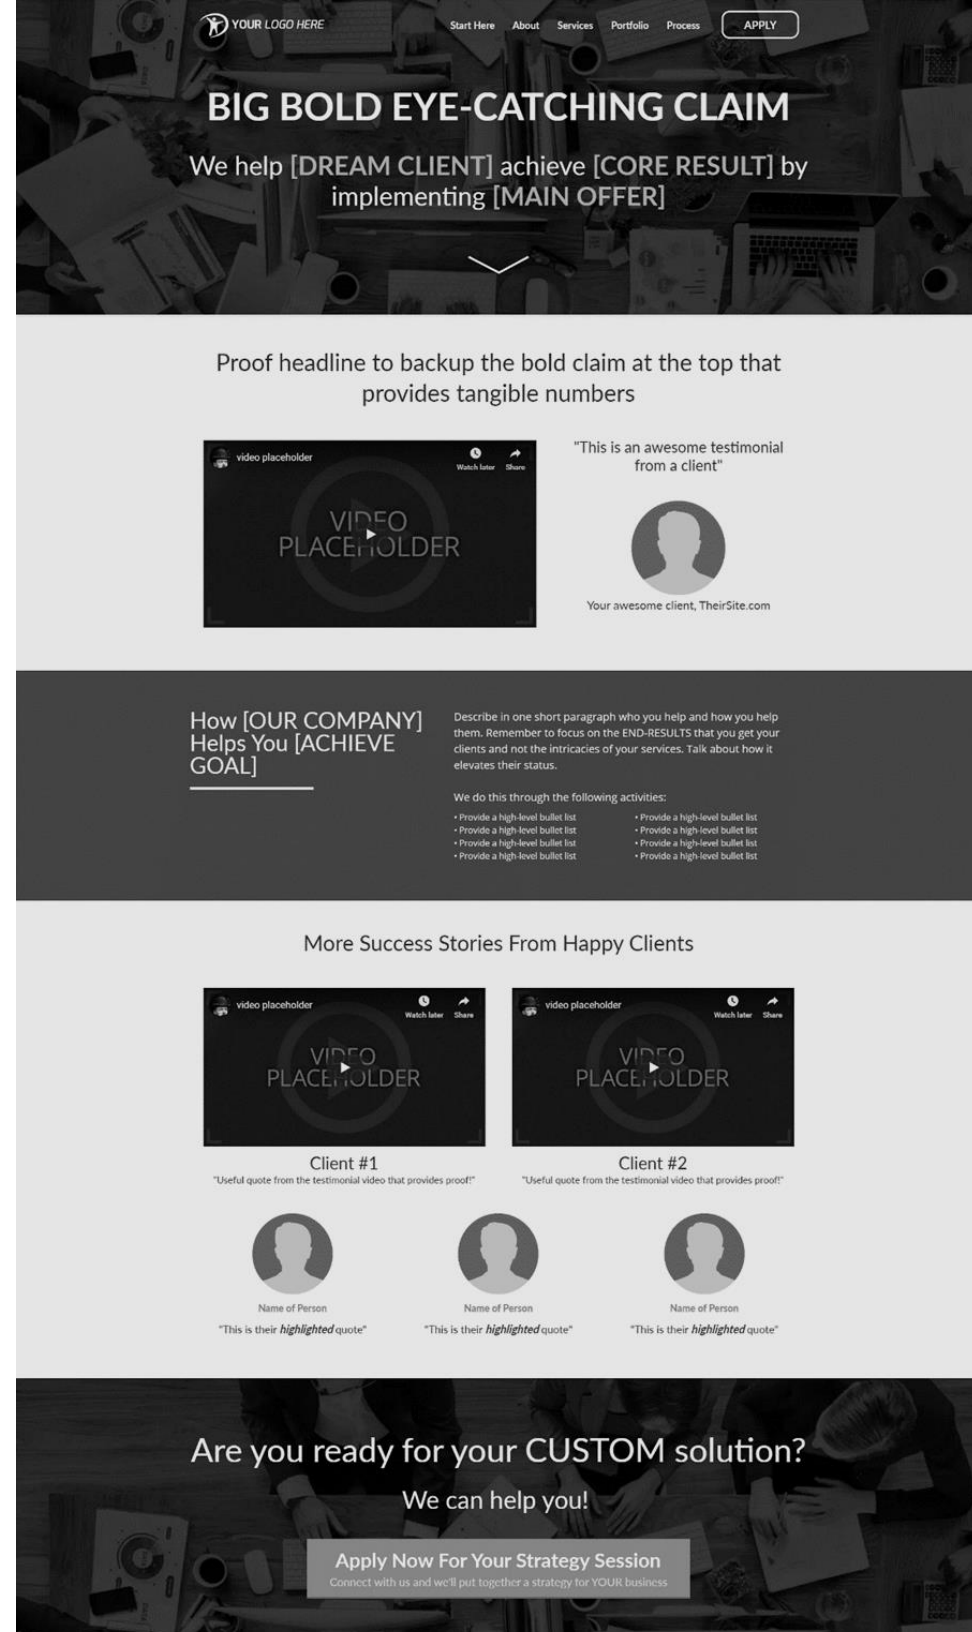 YOUR LOGO HERE
Start Here About Services Portfolio Process APPLY
BIG BOLD EYE-CATCHING CLAIM
We help [DREAM CLIENT] achieve [CORE RESULT] by
implementing [MAIN OFFER]
Proof headline to backup the bold claim at the top that
provides tangible numbers
video placeholder
Watch later Share
VIDEO
PLACEHOLDER
"This is an awesome testimonial
from a client"
Your awesome client, TheirSite.com
How [OUR COMPANY]
Helps You [ACHIEVE
GOAL]
Describe in one short paragraph who you help and how you help
them. Remember to focus on the END-RESULTS that you get your
clients and not the intricacies of your services. Talk about how it
elevates their status.
We do this through the following activities:
• Provide a high-level bullet list
• Provide a high-level bullet list
• Provide a high-level bullet list
• Provide a high-level bullet list
• Provide a high-level bullet list
• Provide a high-level bullet list
• Provide a high-level bullet list
• Provide a high-level bullet list
More Success Stories From Happy Clients
video placeholder
Watch later Share
VIDEO
PLACEHOLDER
Client #1
"Useful quote from the testimonial video that provides proof!"
video placeholder
Watch later Share
VIDEO
PLACEHOLDER
Client #2
"Useful quote from the testimonial video that provides proof!"
Name of Person
"This is their highlighted quote"
Name of Person
"This is their highlighted quote"
Name of Person
"This is their highlighted quote"
Are you ready for your CUSTOM solution?
We can help you!
Apply Now For Your Strategy Session
Connect with us and we'll put together a strategy for YOUR business